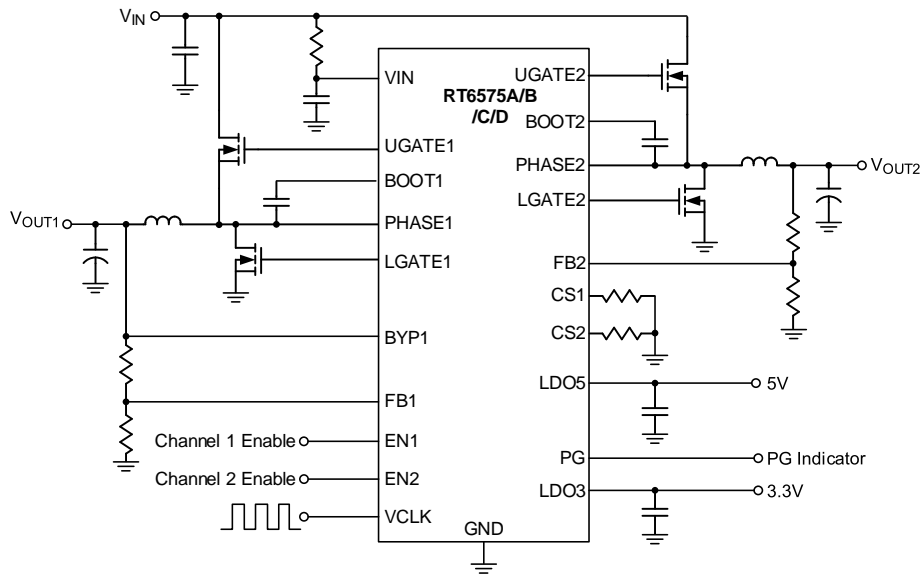 VIN
VIN
RT6575A/B
/C/D
UGATE2
BOOT2
UGATE1
BOOT1
PHASE2
VOUT2
LGATE2
VOUT1
PHASE1
LGATE1
FB2
CS1
CS2
BYP1
LDO5
5V
FB1
Channel 1 Enable
EN1
PG
PG Indicator
Channel 2 Enable
EN2
LDO3
3.3V
VCLK
GND